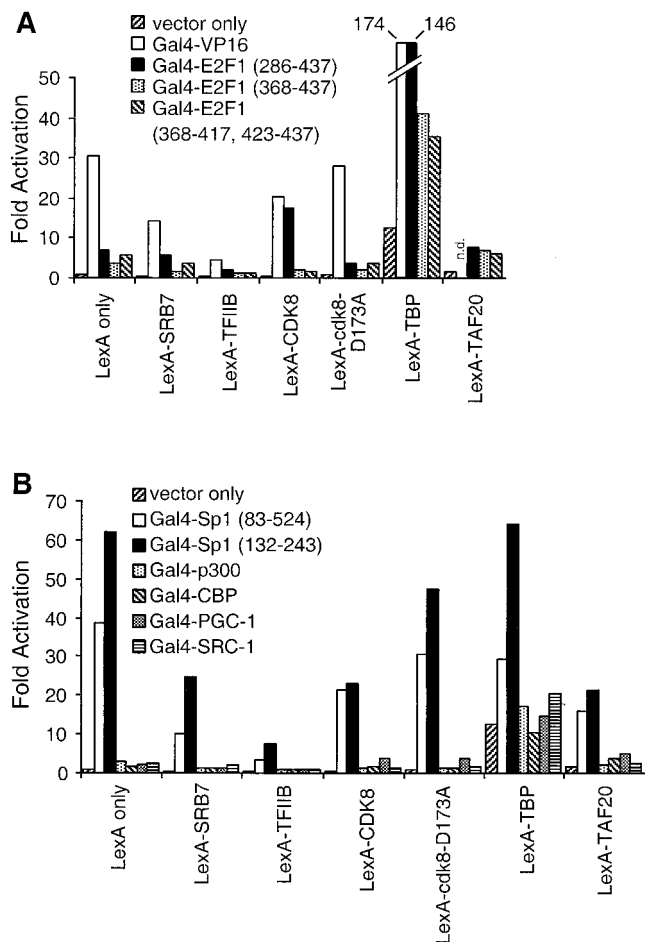 A
vector only
Gal4-VP16
Gal4-E2F1 (286-437)
Gal4-E2F1 (368-437)
Gal4-E2F1
(368-417, 423-437)
174
146
Fold Activation
50
40
30
20
10
0
n.d.
LexA only
LexA-SRB7
LexA-TFIIB
LexA-CDK8
LexA-cdk8-
D173A
LexA-TBP
LexA-TAF20
B
vector only
Gal4-Sp1 (83-524)
Gal4-Sp1 (132-243)
Gal4-p300
Gal4-CBP
Gal4-PGC-1
Gal4-SRC-1
Fold Activation
70
60
50
40
30
20
10
0
LexA only
LexA-SRB7
LexA-TFIIB
LexA-CDK8
LexA-cdk8-D173A
LexA-TBP
LexA-TAF20